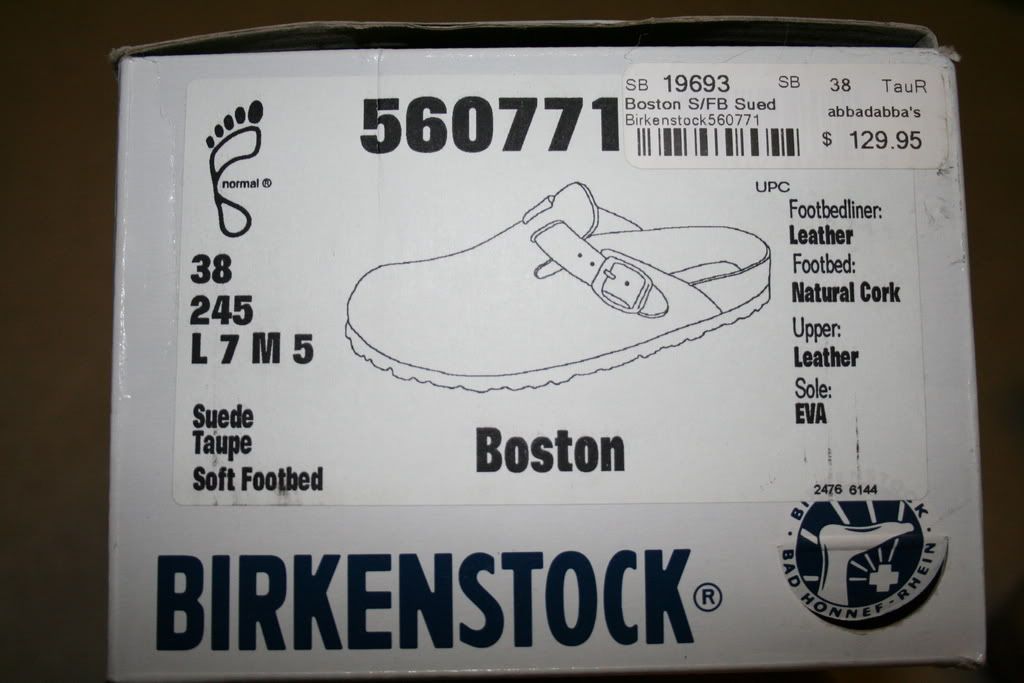 560771
SB 19693 SB 38 TauR
Boston S/FB Sued abbadabba's
Birkenstock560771
$ 129.95
normal ®
UPC
38
245
L 7 M 5
Footbedliner:
Leather
Footbed:
Natural Cork
Upper:
Leather
Sole:
EVA
Suede
Taupe
Soft Footbed
Boston
2476 6144
BIRKENSTOCK®
BAD HONNEF-RHEIN